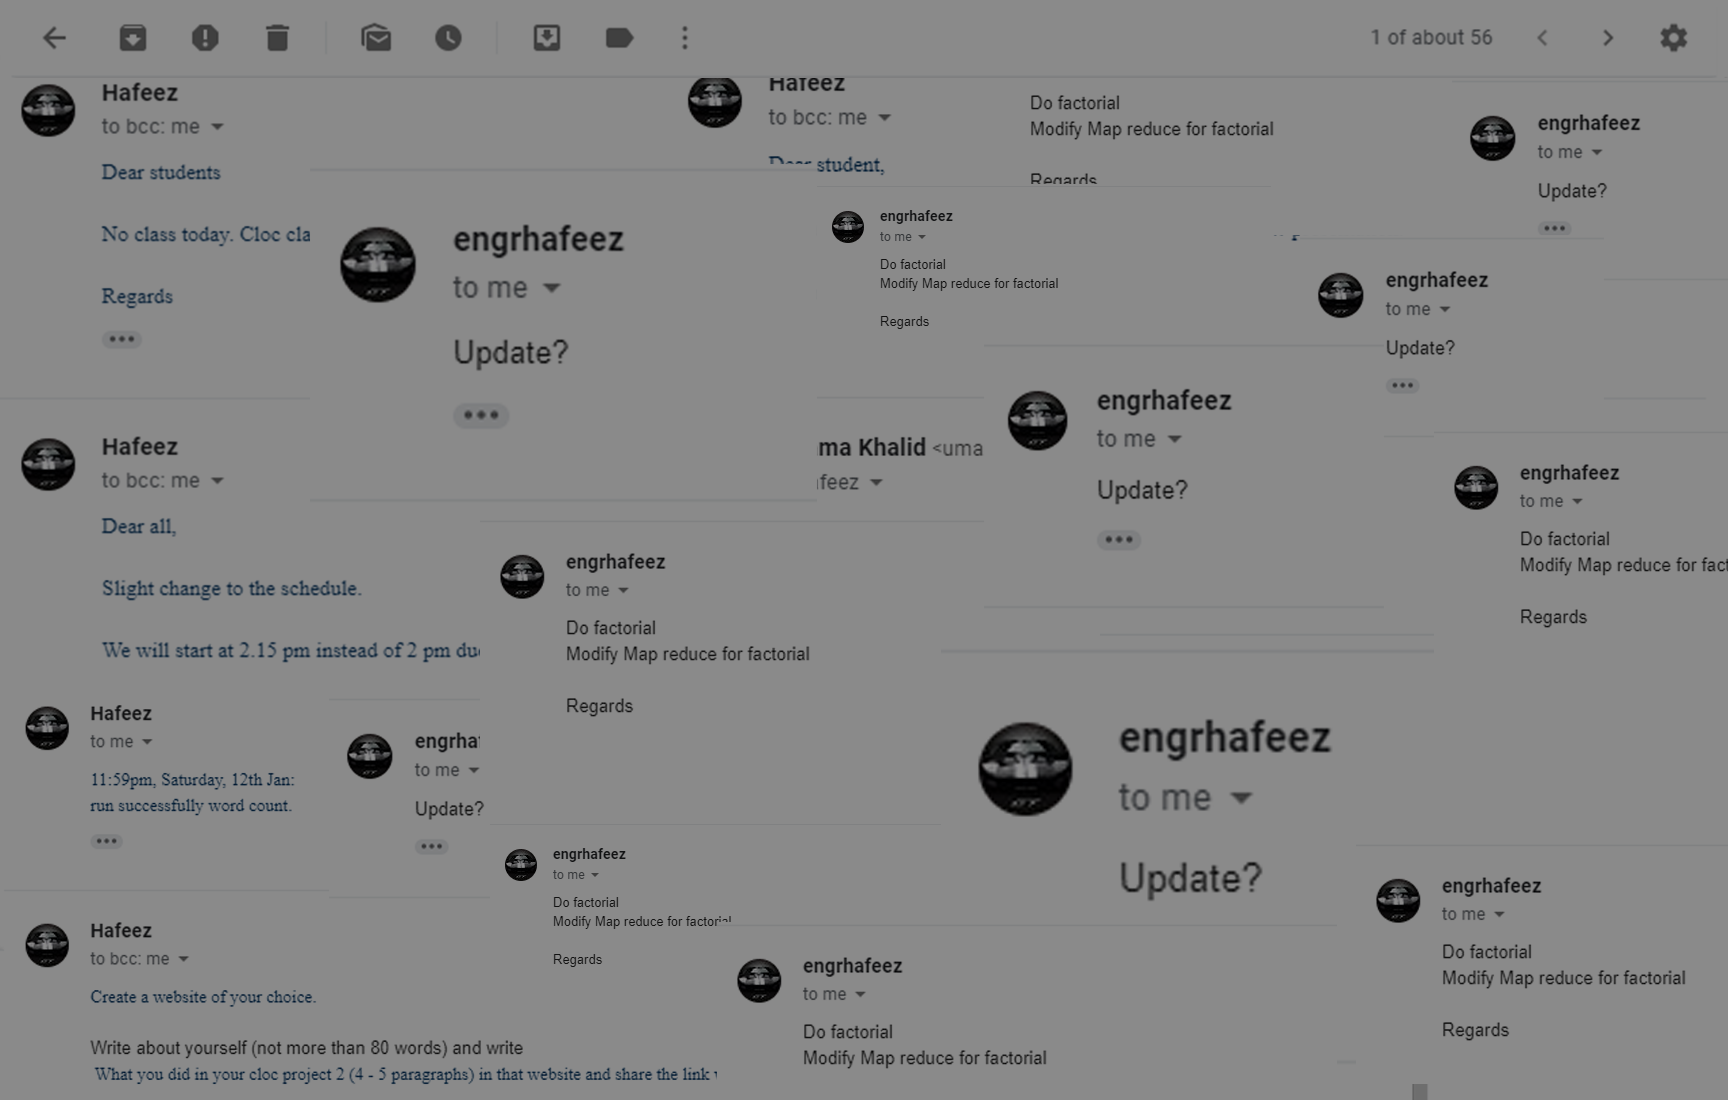 1 of about 56
Hafeez
to bcc: me
Dear students
No class today. Cloc cla
Regards
Hafeez
to bcc: me
Dear student,
Do factorial
Modify Map reduce for factorial
Regards
engrhafeez
to me
Update?
engrhafeez
to me
Update?
engrhafeez
to me
Do factorial
Modify Map reduce for factorial
Regards
engrhafeez
to me
Update?
ma Khalid <uma
feez
engrhafeez
to me
Update?
Hafeez
to bcc: me
Dear all,
Slight change to the schedule.
We will start at 2.15 pm instead of 2 pm du
engrhafeez
to me
Do factorial
Modify Map reduce for factorial
Regards
engrhafeez
to me
Do factorial
Modify Map reduce for fact
Regards
Hafeez
to me
11:59pm, Saturday, 12th Jan:
run successfully word count.
engrha
to me
Update?
engrhafeez
to me
Update?
engrhafeez
to me
Do factorial
Modify Map reduce for factorial
Regards
Hafeez
to bcc: me
Create a website of your choice.
Write about yourself (not more than 80 words) and write
What you did in your cloc project 2 (4 - 5 paragraphs) in that website and share the link
engrhafeez
to me
Do factorial
Modify Map reduce for factorial
engrhafeez
to me
Do factorial
Modify Map reduce for factorial
Regards